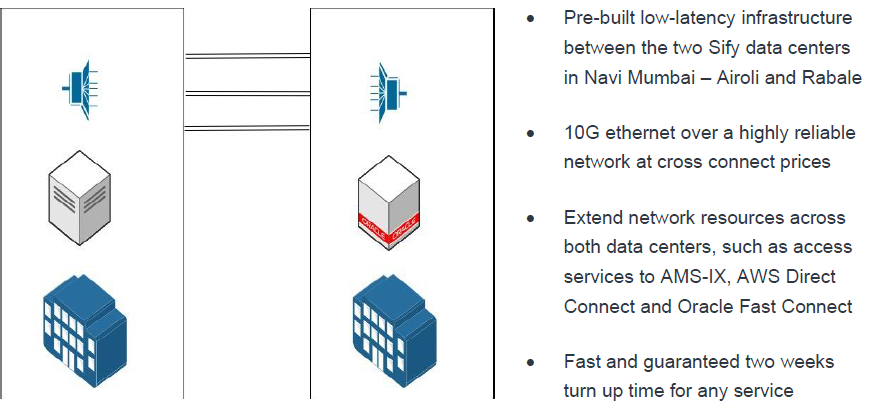 ORACLE ORACLE
• Pre-built low-latency infrastructure
between the two Sify data centers
in Navi Mumbai – Airoli and Rabale
• 10G ethernet over a highly reliable
network at cross connect prices
• Extend network resources across
both data centers, such as access
services to AMS-IX, AWS Direct
Connect and Oracle Fast Connect
• Fast and guaranteed two weeks
turn up time for any service